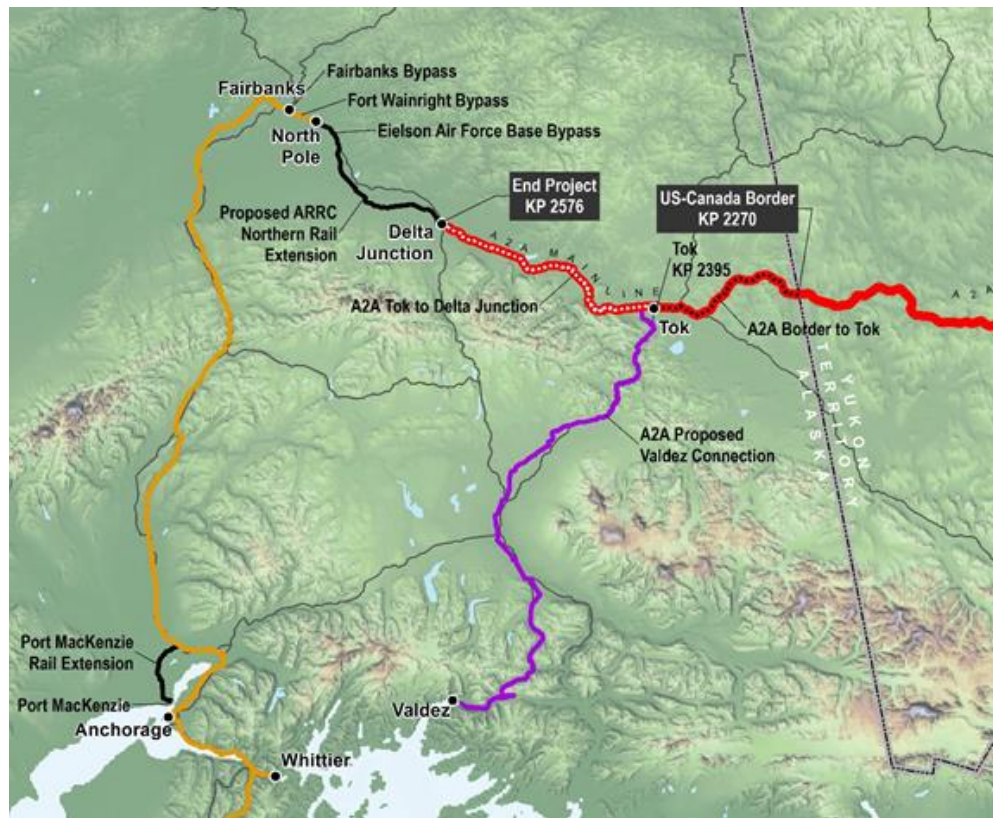 Fairbanks Bypass
Fairbanks
Fort Wainright Bypass
North
Pole
Eielson Air Force Base Bypass
End Project
KP 2576
US-Canada Border
KP 2270
Proposed ARRC
Northern Rail
Extension
Delta
Junction
A2A MAINLINE
Tok
KP 2395
A2A
A2A Tok to Delta Junction
Tok
A2A Border to Tok
YUKON
TERRITORY
ALASKA
A2A Proposed
Valdez Connection
Port MacKenzie
Rail Extension
Port MacKenzie
Anchorage
Valdez
Whittier